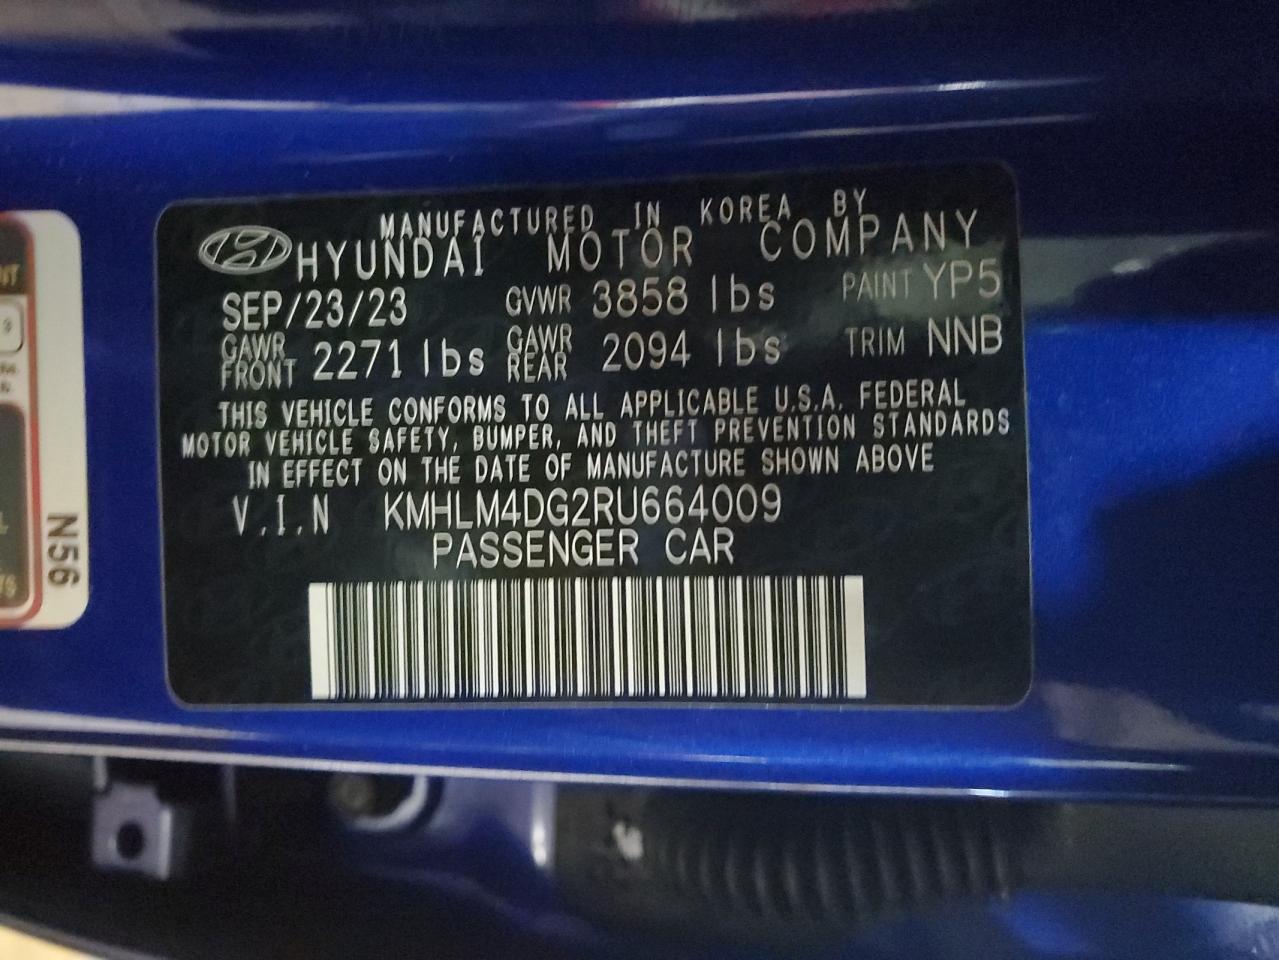 MANUFACTURED IN KOREA BY
HYUNDAI MOTOR COMPANY
SEP/23/23 GVWR 3858 lbs PAINT YP5
GAWR FRONT 2271 lbs GAWR REAR 2094 lbs TRIM NNB
THIS VEHICLE CONFORMS TO ALL APPLICABLE U.S.A. FEDERAL
MOTOR VEHICLE SAFETY, BUMPER, AND THEFT PREVENTION STANDARDS
IN EFFECT ON THE DATE OF MANUFACTURE SHOWN ABOVE
V.I.N KMHLM4DG2RU664009
PASSENGER CAR
N56